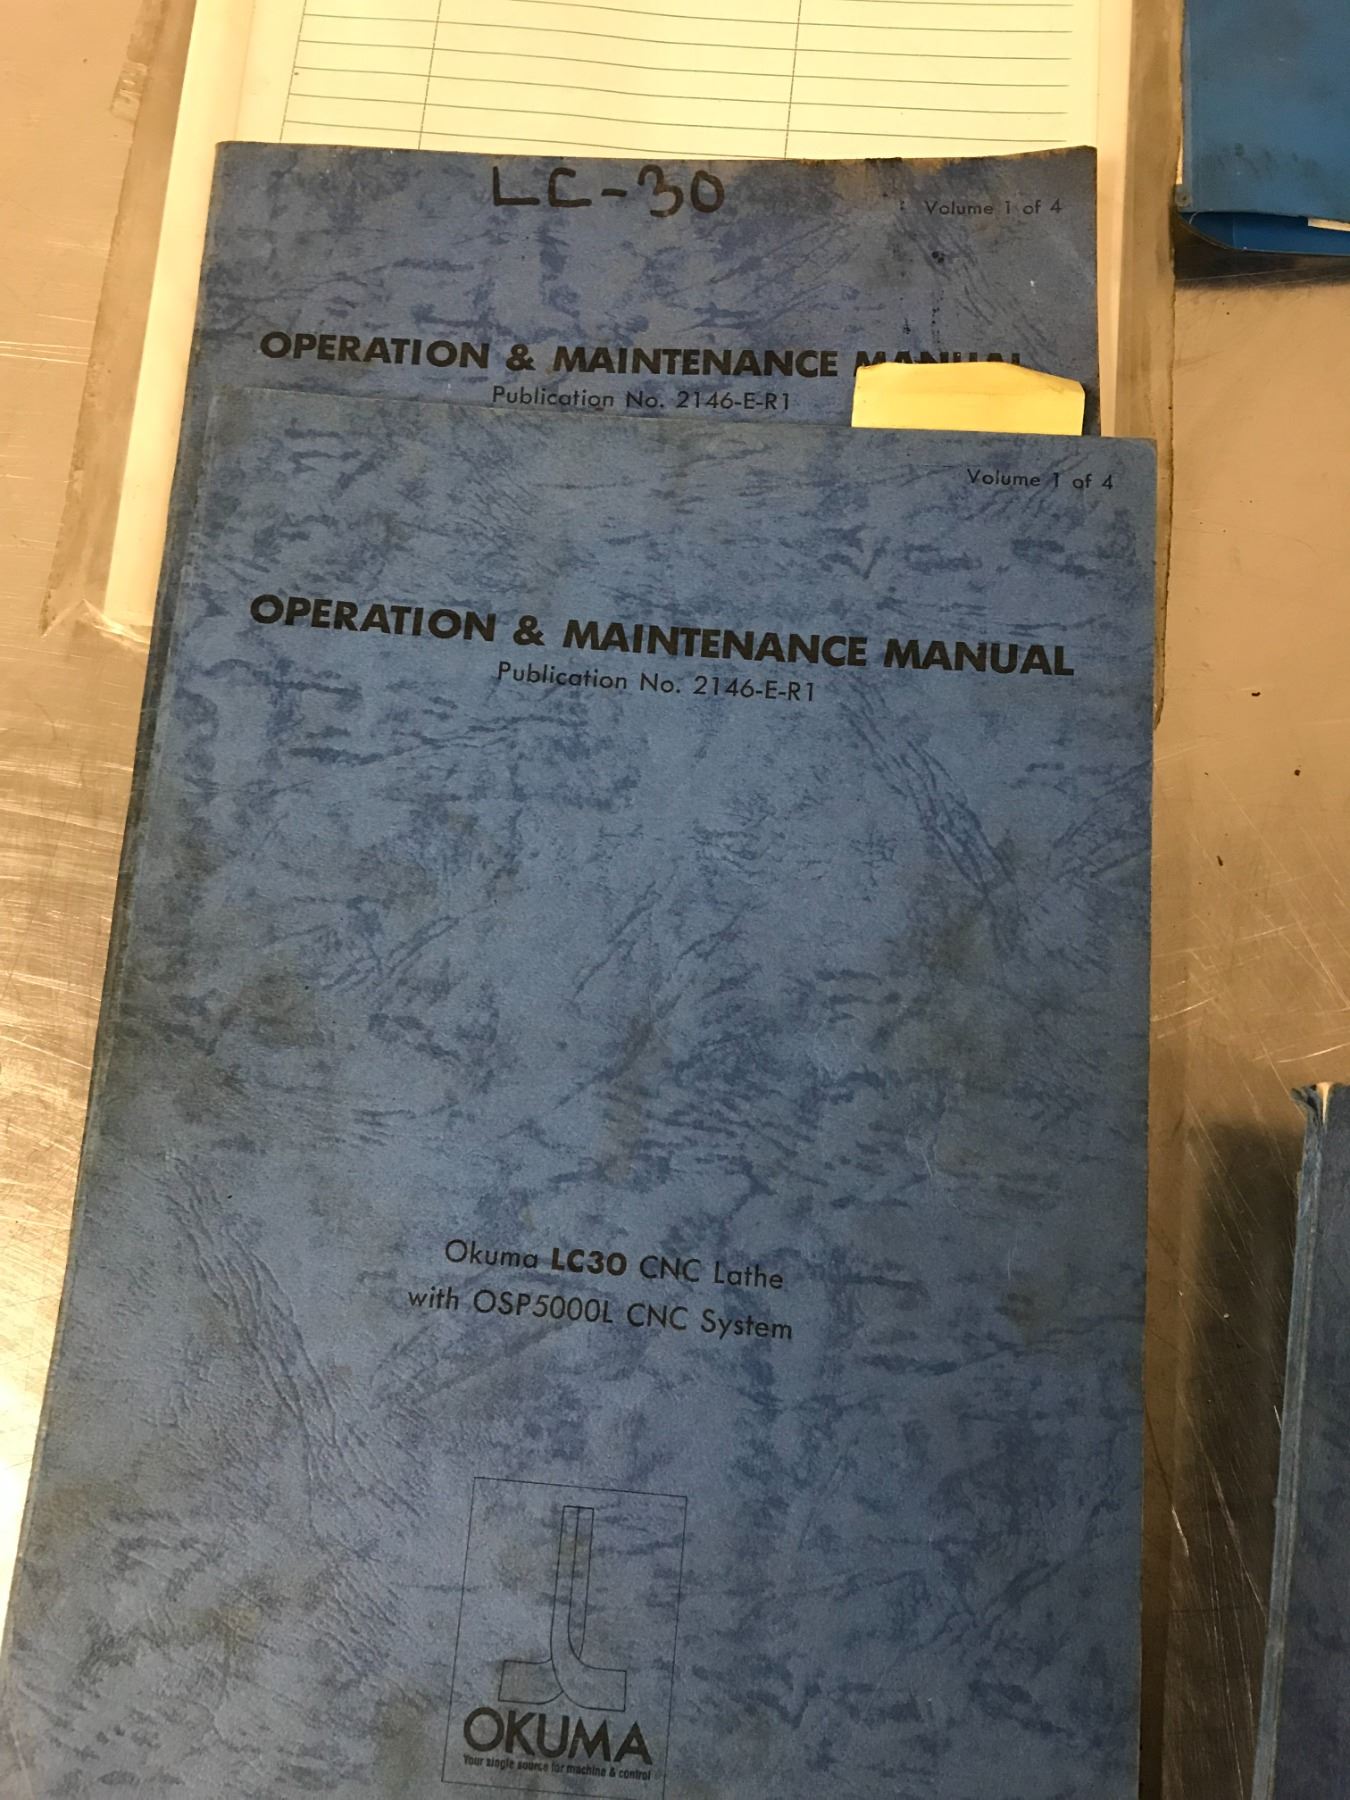 LC-30
Volume 1 of 4
OPERATION & MAINTENANCE MANUAL
Publication No. 2146-E-R1
Volume 1 of 4
OPERATION & MAINTENANCE MANUAL
Publication No. 2146-E-R1
Okuma LC30 CNC Lathe
with OSP5000L CNC System
OKUMA
Your single source for machine & control